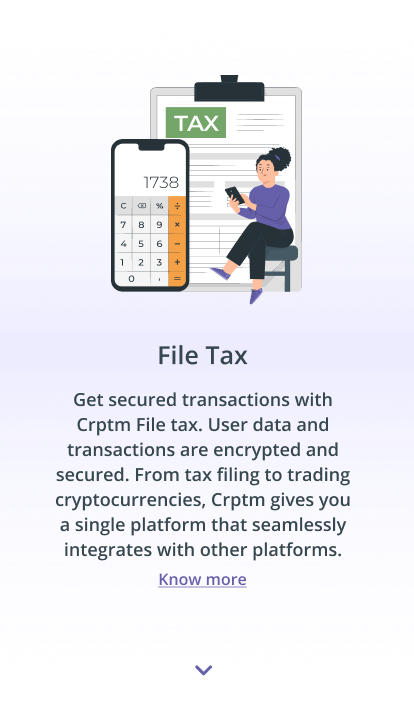 TAX
1738
C ⌫ % ÷
7 8 9 ×
4 5 6 −
1 2 3 +
0 , =
File Tax
Get secured transactions with
Crptm File tax. User data and
transactions are encrypted and
secured. From tax filing to trading
cryptocurrencies, Crptm gives you
a single platform that seamlessly
integrates with other platforms.
Know more